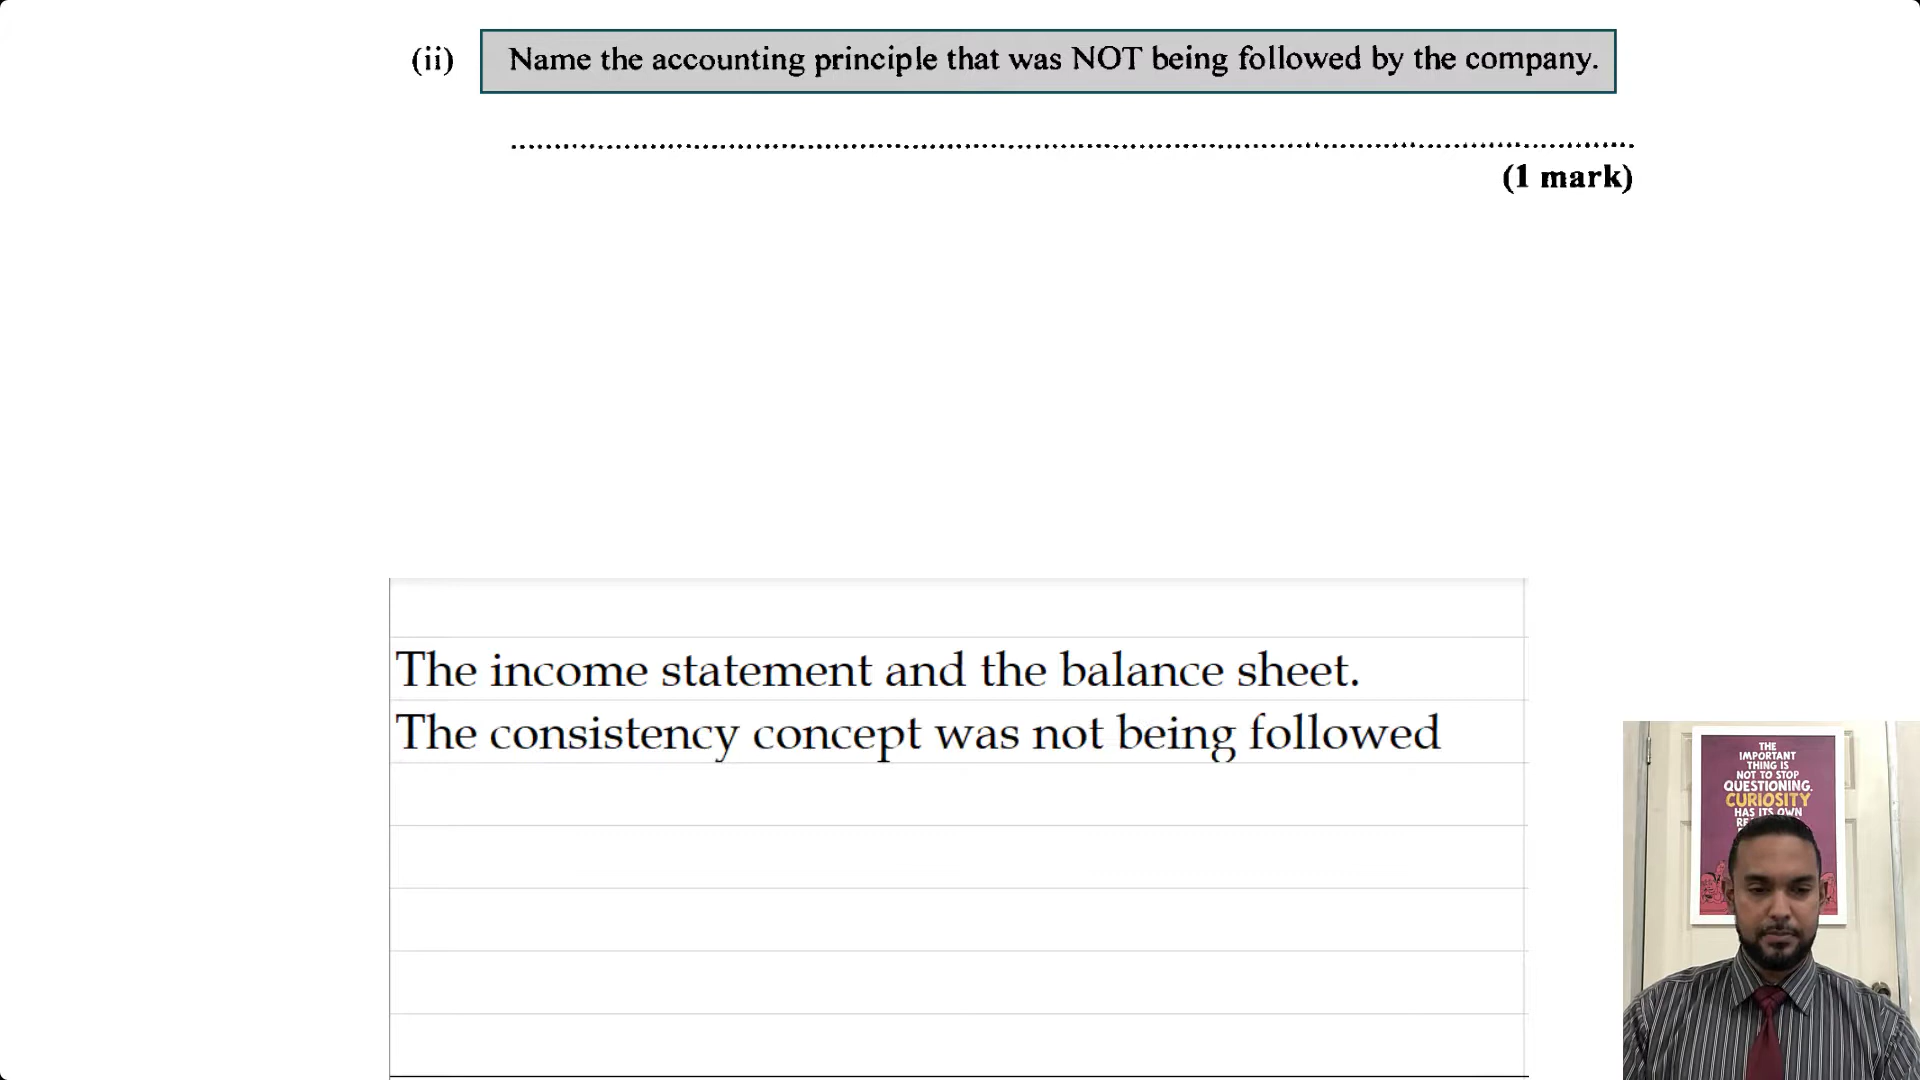 (ii) Name the accounting principle that was NOT being followed by the company.
(1 mark)
The income statement and the balance sheet.
The consistency concept was not being followed
THE
IMPORTANT
THING IS
NOT TO STOP
QUESTIONING.
CURIOSITY
HAS ITS OWN